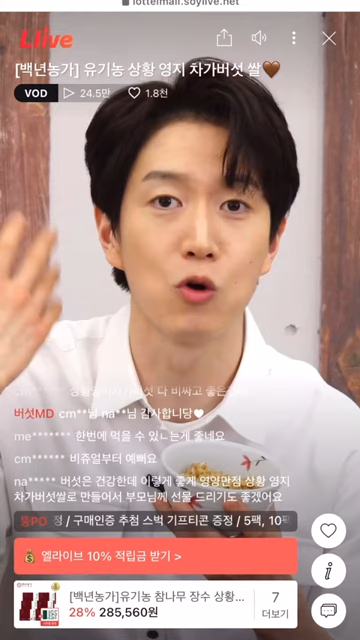 lottemall.soylive.net
Llive
[백년농가] 유기농 상황 영지 차가버섯 쌀🤎
VOD 24.5만 1.8천
버섯MD cm**님 na**님 감사합니당🤍
me******* 한번에 먹을 수 있ㄴ는게 좋네요
cm****** 비쥬얼부터 예뻐요
na***** 버섯은 건강한데 이렇게 좋게 영양만점 상황 영지
차가버섯쌀로 만들어서 부모님께 선물 드리기도 좋겠어요
/ 구매인증 추첨 스벅 기프티콘 증정 / 5팩, 10팩
💰 엘라이브 10% 적립금 받기 >
[백년농가]유기농 참나무 장수 상황...
28% 285,560원
7
더보기